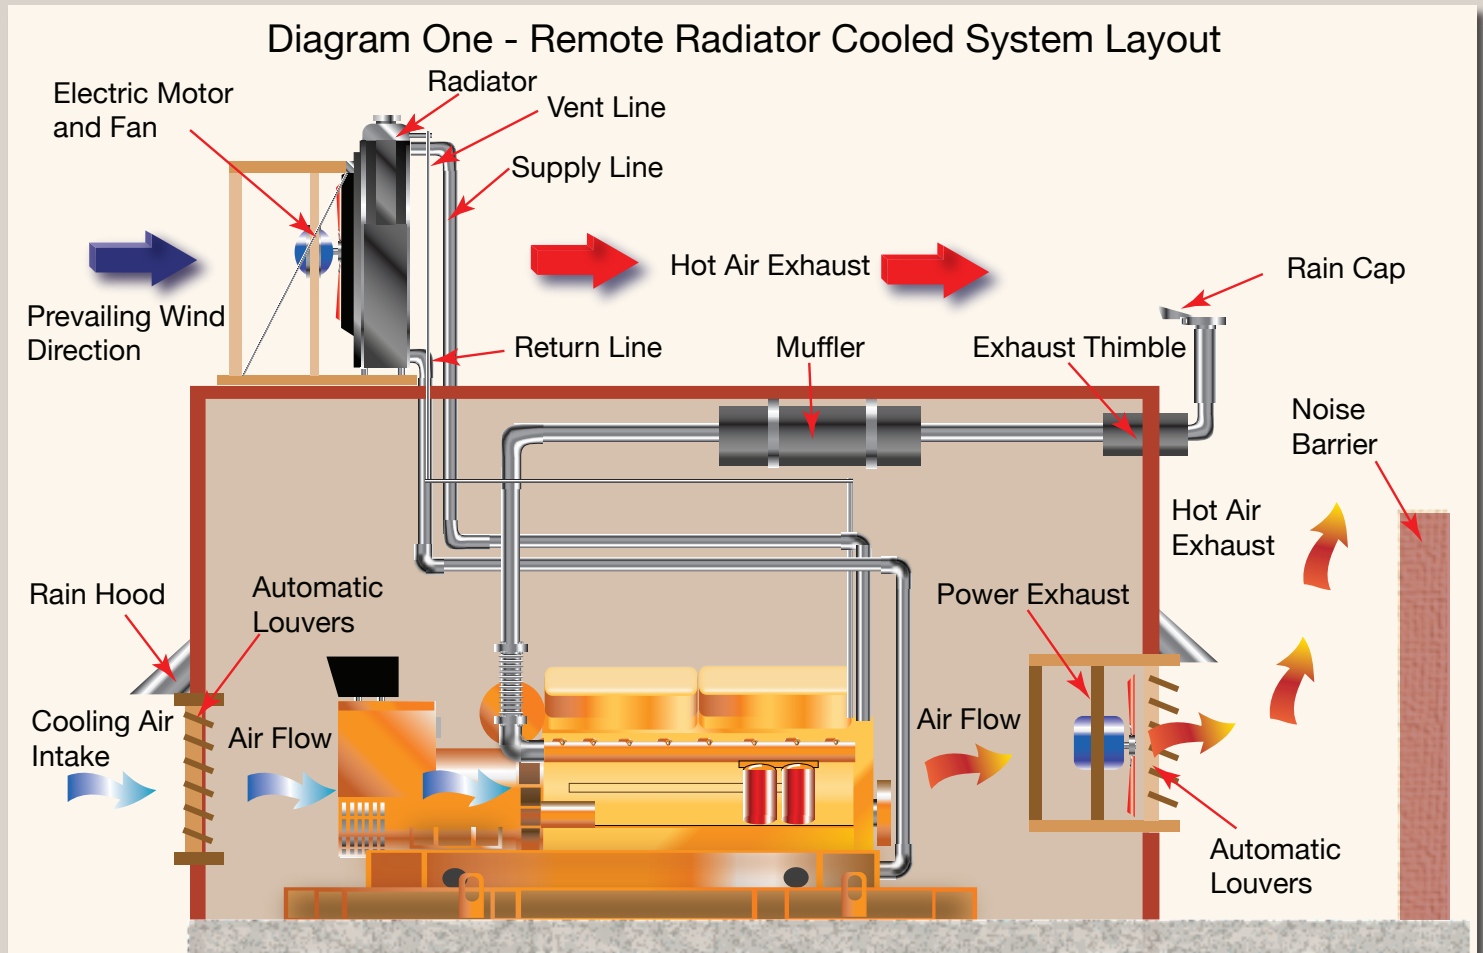 Diagram One - Remote Radiator Cooled System Layout
Radiator
Electric Motor
and Fan
Vent Line
Supply Line
Hot Air Exhaust
Rain Cap
Prevailing Wind
Direction
Return Line
Muffler
Exhaust Thimble
Noise
Barrier
Hot Air
Exhaust
Rain Hood
Automatic
Louvers
Power Exhaust
Cooling Air
Intake
Air Flow
Air Flow
Automatic
Louvers